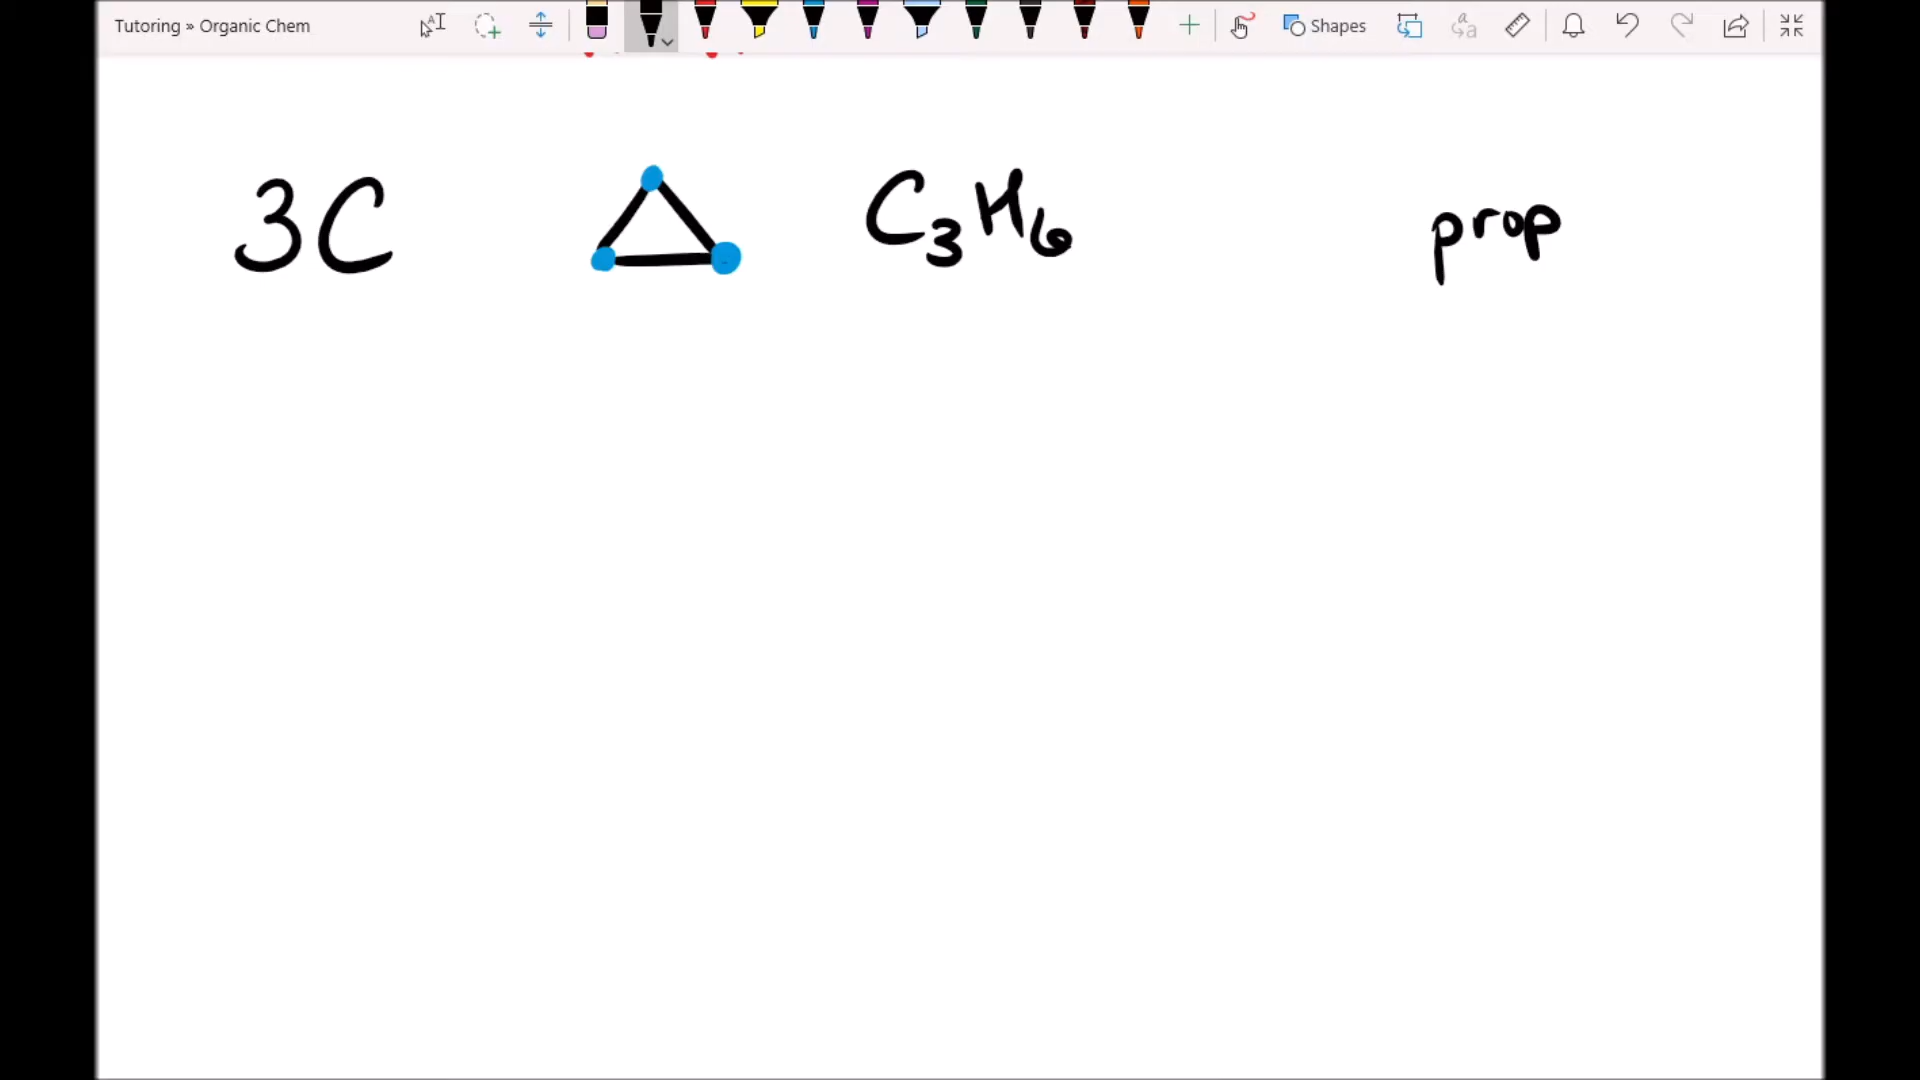 Tutoring » Organic Chem
Shapes
3C C₃H₆ prop